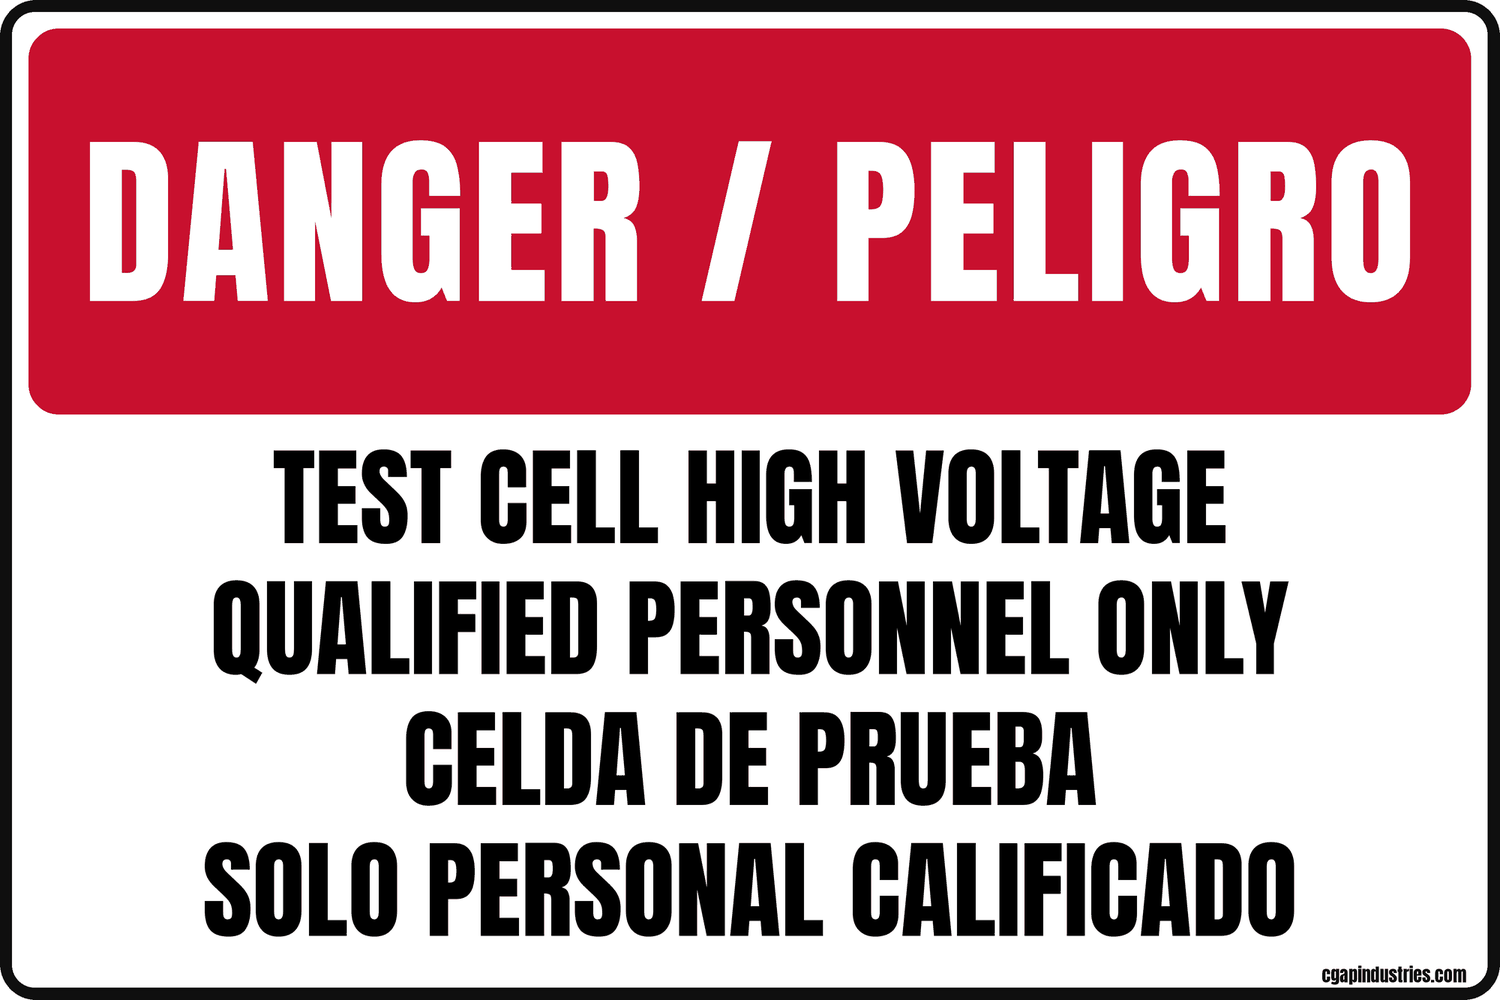 DANGER / PELIGRO
TEST CELL HIGH VOLTAGE
QUALIFIED PERSONNEL ONLY
CELDA DE PRUEBA
SOLO PERSONAL CALIFICADO
cgapindustries.com